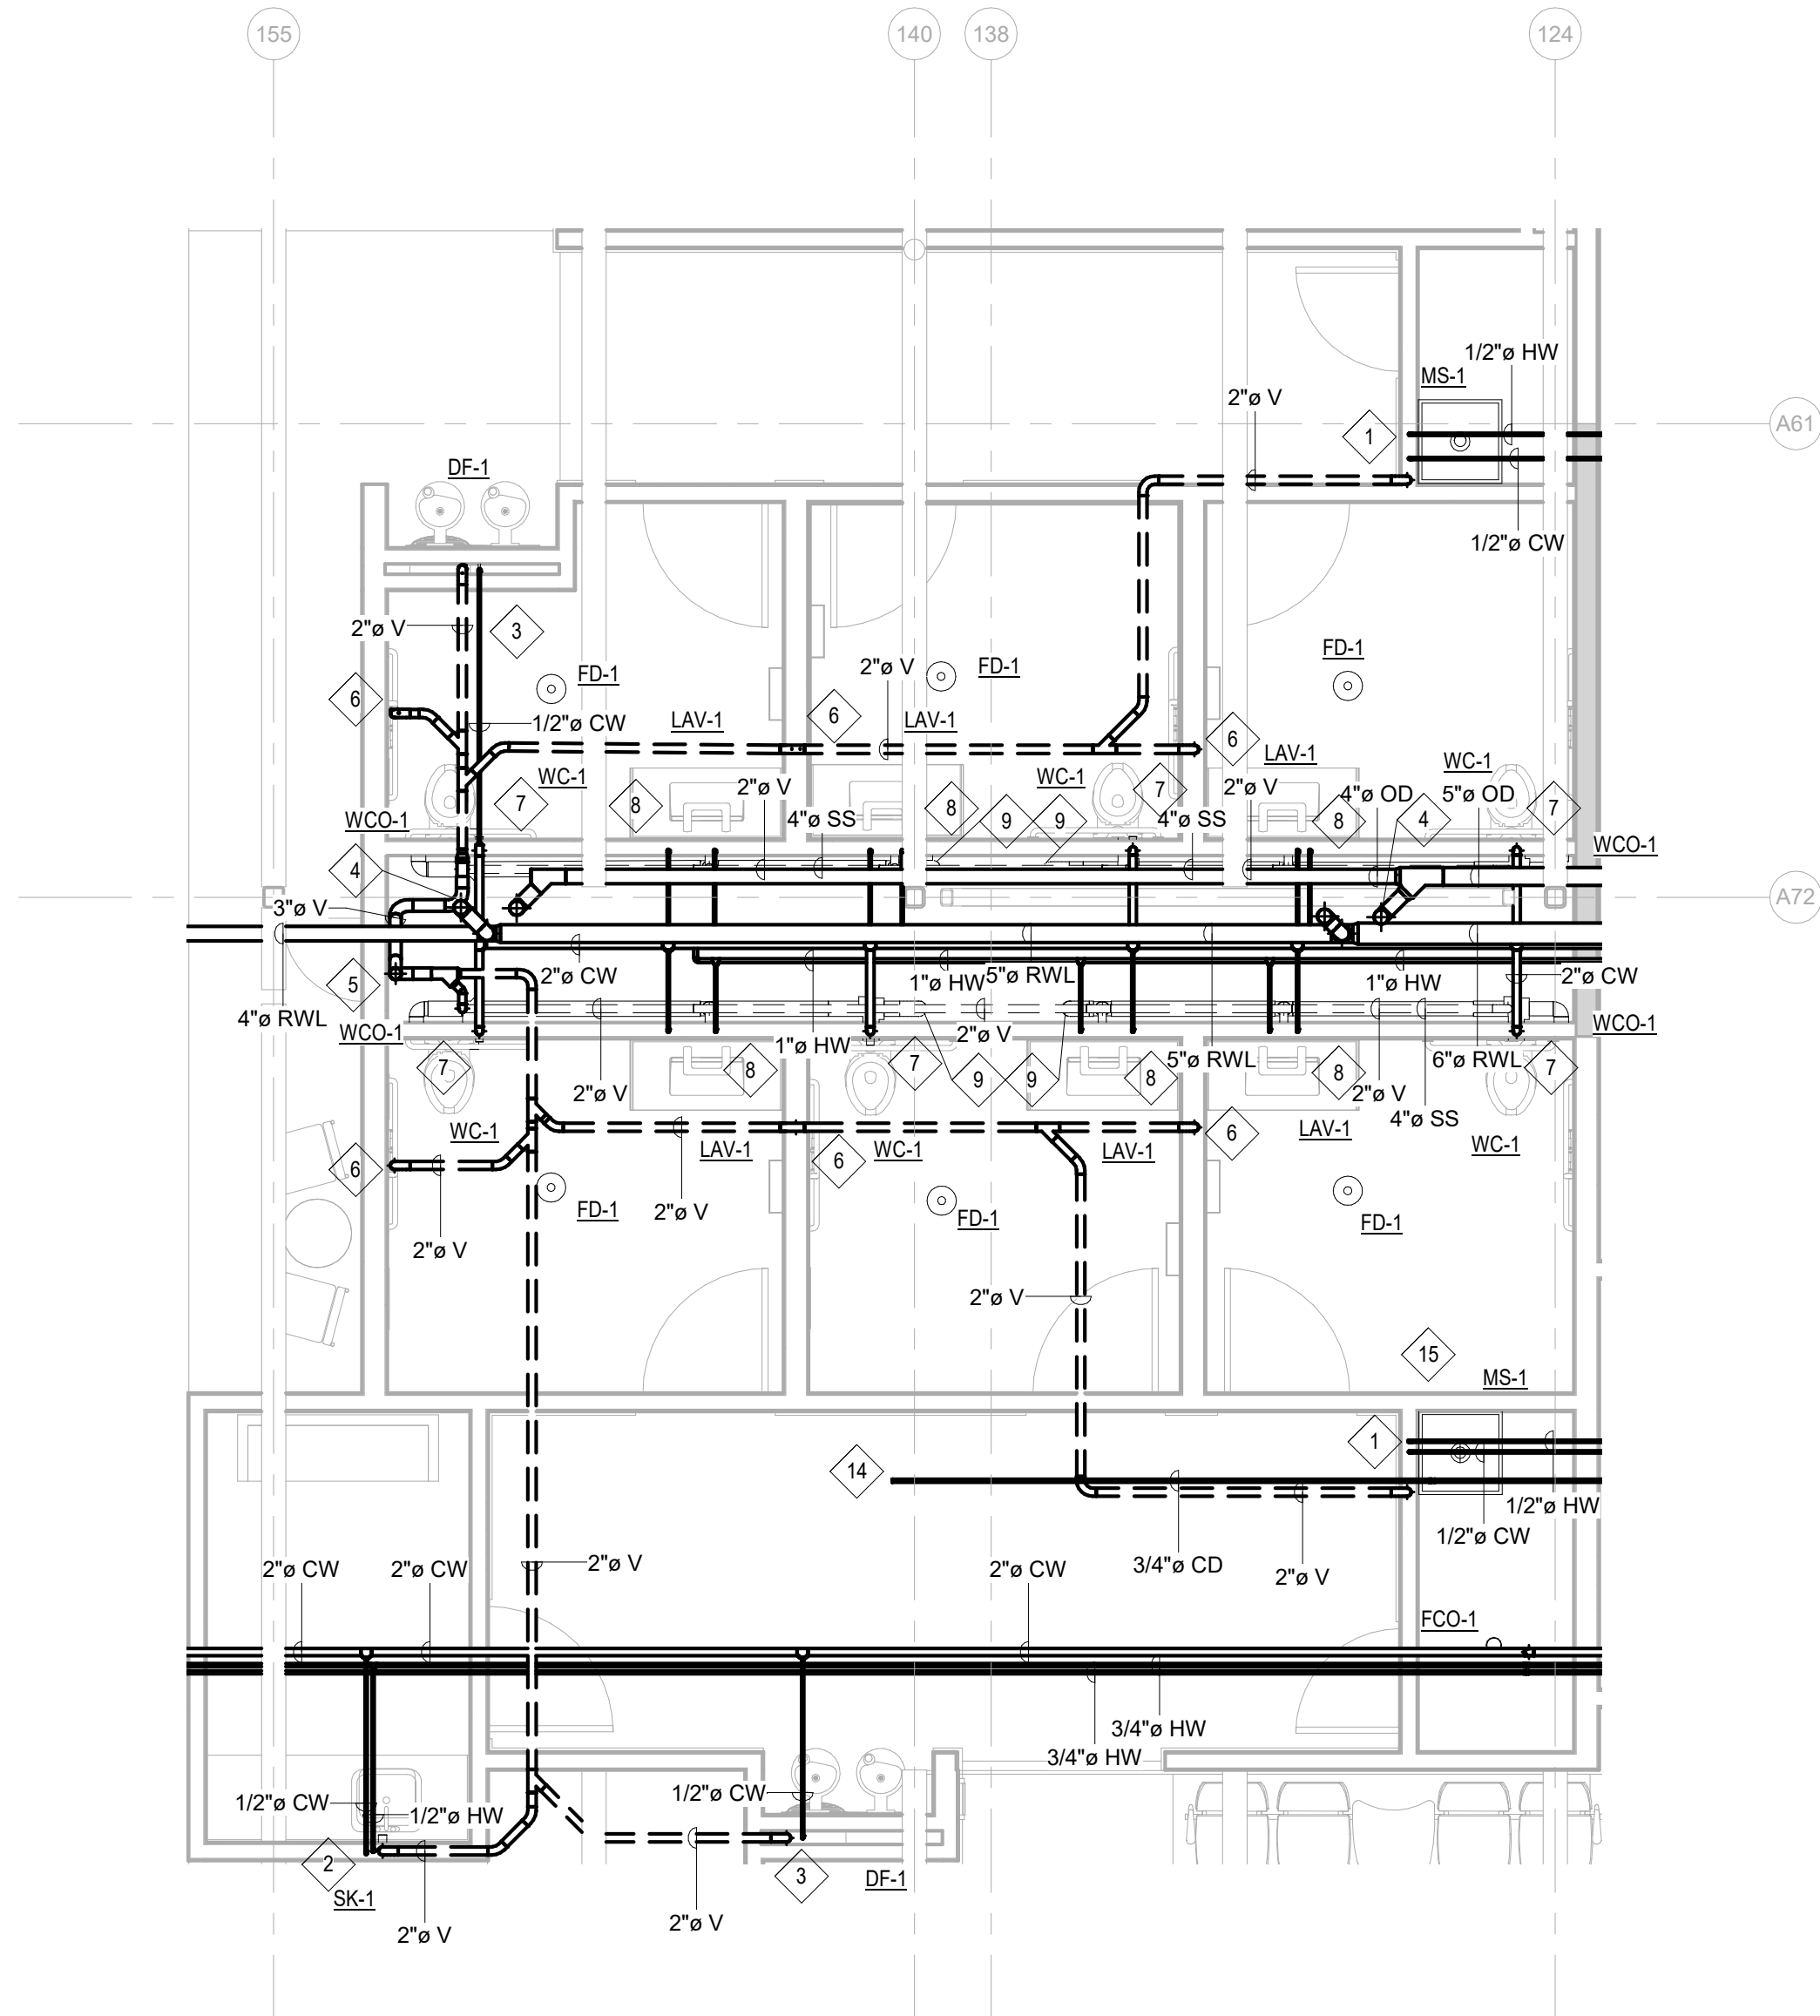 155
140
138
124
1/2"ø HW
MS-1
2"ø V
1
A61
DF-1
1/2"ø CW
2"ø V
3
FD-1
FD-1
FD-1
2"ø V
6
6
6
1/2"ø CW
LAV-1
LAV-1
LAV-1
WC-1
WC-1
WC-1
7
8
2"ø V
8
9
9
7
2"ø V
8
4"ø OD
5"ø OD
4
7
WCO-1
4"ø SS
4"ø SS
WCO-1
4
3"ø V
A72
5
2"ø CW
1"ø HW
5"ø RWL
1"ø HW
2"ø CW
4"ø RWL
WCO-1
2"ø V
1"ø HW
WCO-1
7
2"ø V
8
7
9
9
8
5"ø RWL
8
2"ø V
6"ø RWL
7
4"ø SS
WC-1
LAV-1
WC-1
LAV-1
LAV-1
WC-1
6
6
6
FD-1
2"ø V
FD-1
FD-1
2"ø V
2"ø V
15
MS-1
1
14
1/2"ø HW
1/2"ø CW
2"ø CW
2"ø CW
2"ø V
2"ø CW
3/4"ø CD
2"ø V
FCO-1
3/4"ø HW
3/4"ø HW
1/2"ø CW
1/2"ø HW
1/2"ø CW
2
SK-1
3
DF-1
2"ø V
2"ø V